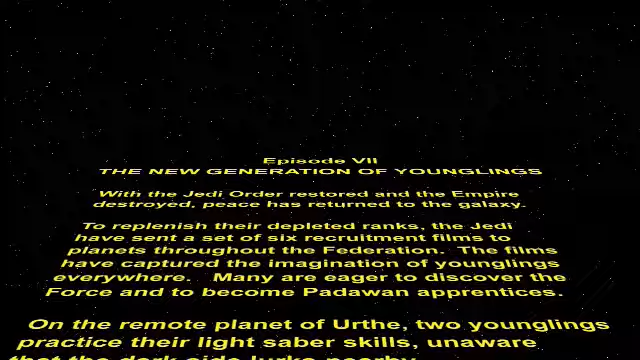 Episode VII
THE NEW GENERATION OF YOUNGLINGS
With the Jedi Order restored and the Empire
destroyed, peace has returned to the galaxy.
To replenish their depleted ranks, the Jedi
have sent a set of six recruitment films to
planets throughout the Federation. The films
have captured the imagination of younglings
everywhere. Many are eager to discover the
Force and to become Padawan apprentices.
On the remote planet of Urthe, two younglings
practice their light saber skills, unaware
that the dark side lurks nearby